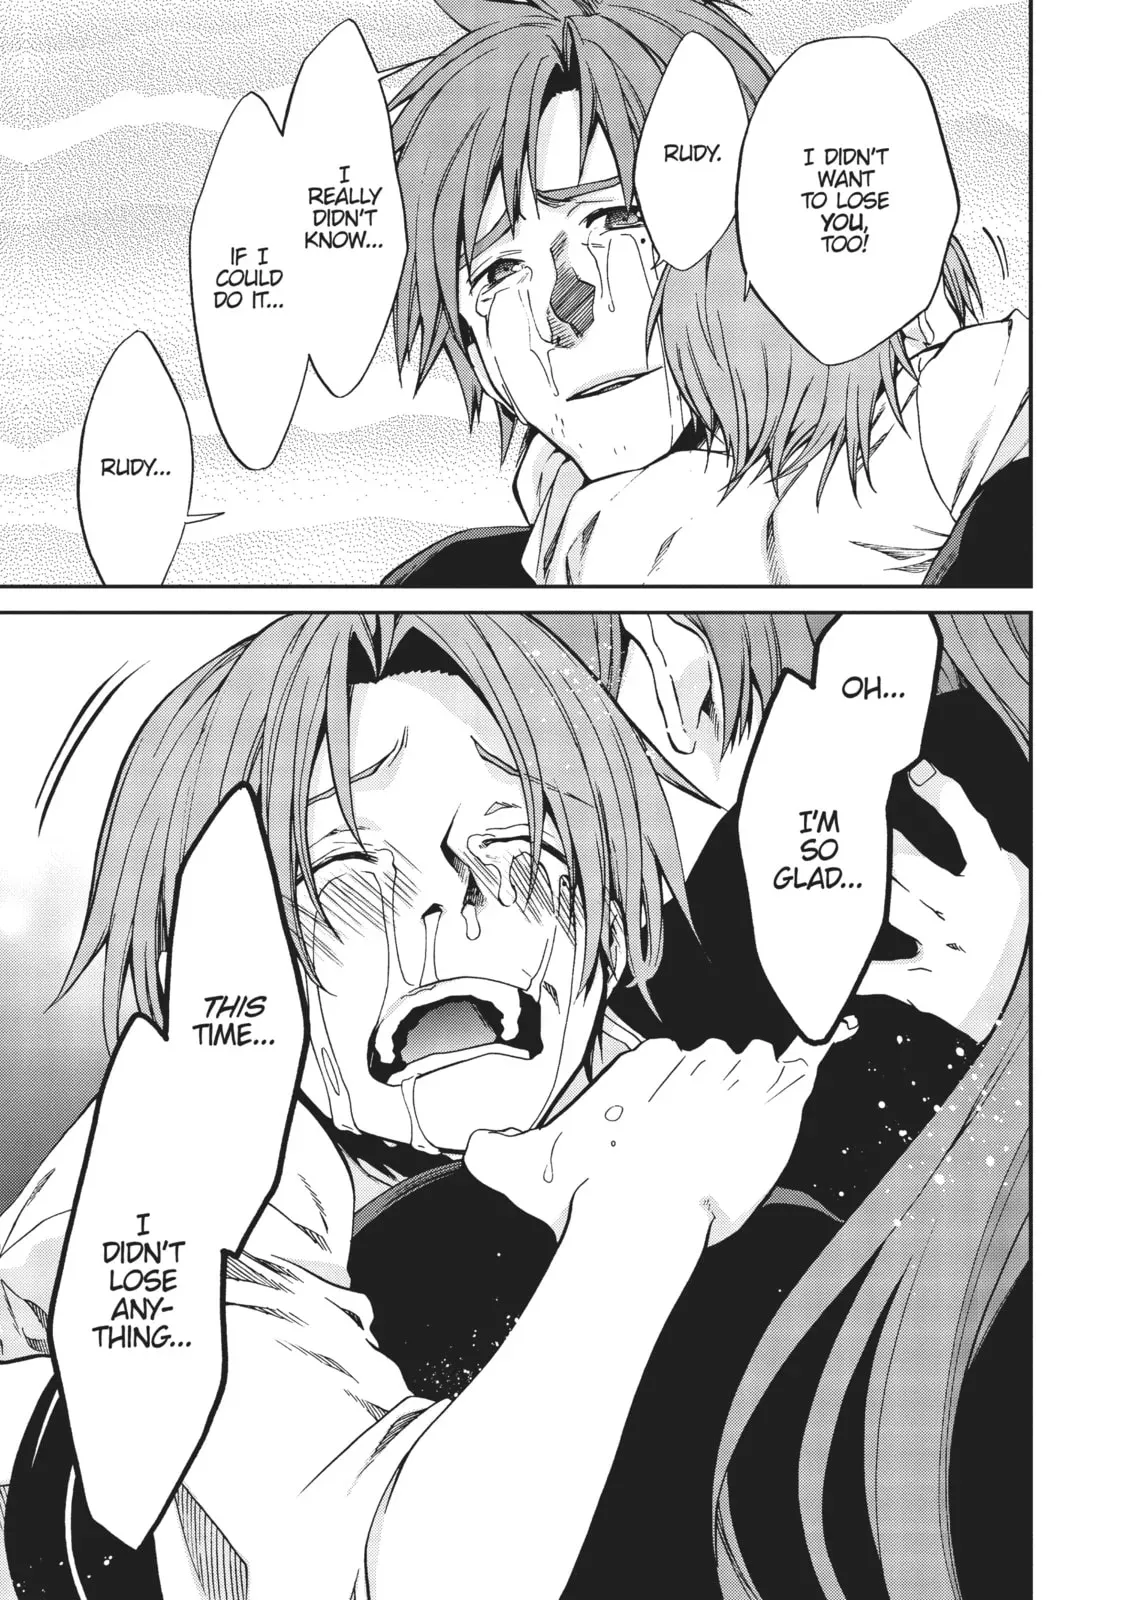 I DIDN'T
WANT
TO LOSE
YOU,
TOO!
RUDY.
I
REALLY
DIDN'T
KNOW...
IF I
COULD
DO IT...
RUDY...
OH...
I'M
SO
GLAD...
THIS
TIME...
I
DIDN'T
LOSE
ANY-
THING...